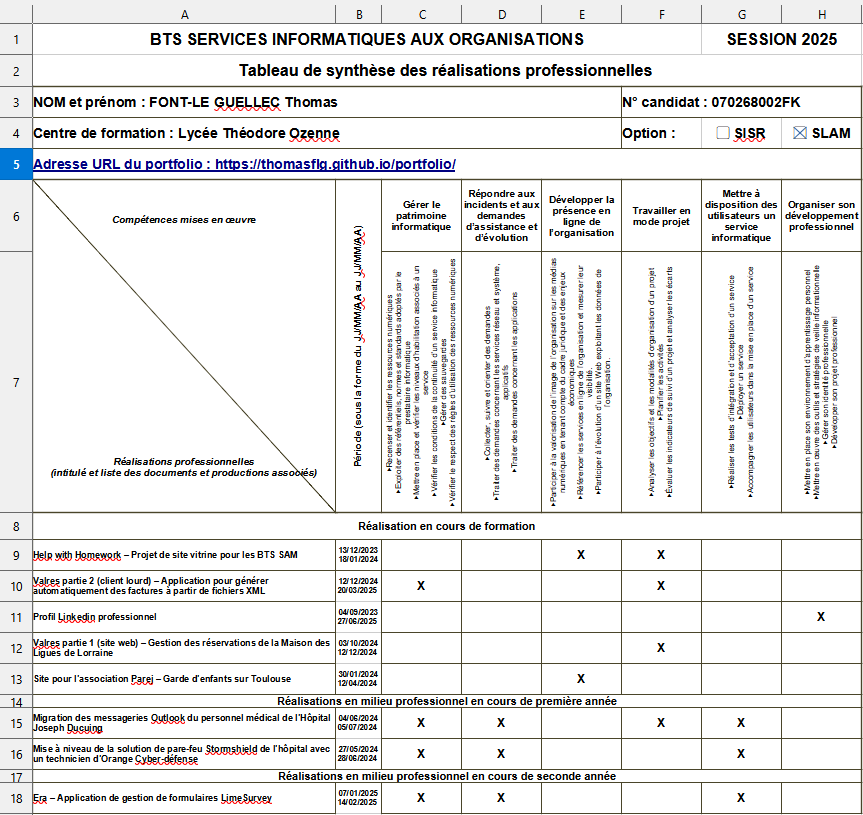 A B C D E F G H
1 BTS SERVICES INFORMATIQUES AUX ORGANISATIONS SESSION 2025
2 Tableau de synthèse des réalisations professionnelles
3 NOM et prénom : FONT-LE GUELLEC Thomas N° candidat : 070268002FK
4 Centre de formation : Lycée Théodore Ozenne Option : SISR SLAM
5 Adresse URL du portfolio : https://thomasflg.github.io/portfolio/
6
Compétences mises en œuvre
Gérer le
patrimoine
informatique
Répondre aux
incidents et aux
demandes
d'assistance et
d'évolution
Développer la
présence en
ligne de
l'organisation
Travailler en
mode projet
Mettre à
disposition des
utilisateurs un
service
informatique
Organiser son
développement
professionnel
7
Réalisations professionnelles
(intitulé et liste des documents et productions associés)
Période (sous la forme du JJ/MM/AA au JJ/MM/AA)
▸Recenser et identifier les ressources numériques
▸Exploiter des référentiels, normes et standards adoptés par le
prestataire informatique
▸Mettre en place et vérifier les niveaux d'habilitation associés à un
service
▸Vérifier les conditions de la continuité d'un service informatique
▸Gérer des sauvegardes
▸Vérifier le respect des règles d'utilisation des ressources numériques
▸Collecter, suivre et orienter des demandes
▸Traiter des demandes concernant les services réseau et système,
applicatifs
▸Traiter des demandes concernant les applications
▸Participer à la valorisation de l'image de l'organisation sur les médias
numériques en tenant compte du cadre juridique et des enjeux
économiques
▸Référencer les services en ligne de l'organisation et mesurer leur
visibilité.
▸Participer à l'évolution d'un site Web exploitant les données de
l'organisation.
▸Analyser les objectifs et les modalités d'organisation d'un projet
▸Planifier les activités
▸Évaluer les indicateurs de suivi d'un projet et analyser les écarts
▸Réaliser les tests d'intégration et d'acceptation d'un service
▸Déployer un service
▸Accompagner les utilisateurs dans la mise en place d'un service
▸Mettre en place son environnement d'apprentissage personnel
▸Mettre en œuvre des outils et stratégies de veille informationnelle
▸Gérer son identité professionnelle
▸Développer son projet professionnel
8 Réalisation en cours de formation
9 Help with Homework – Projet de site vitrine pour les BTS SAM 13/12/2023 X X
18/01/2024
10 Valres partie 2 (client lourd) – Application pour générer 12/12/2024 X X
automatiquement des factures à partir de fichiers XML 20/03/2025
11 Profil Linkedin professionnel 04/09/2023 X
27/06/2025
12 Valres partie 1 (site web) – Gestion des réservations de la Maison des 03/10/2024 X
Ligues de Lorraine 12/12/2024
13 Site pour l'association Parej – Garde d'enfants sur Toulouse 30/01/2024 X
12/04/2024
14 Réalisations en milieu professionnel en cours de première année
15 Migration des messageries Outlook du personnel médical de l'Hôpital 04/06/2024 X X X X
Joseph Ducuing 05/07/2024
16 Mise à niveau de la solution de pare-feu Stormshield de l'hôpital avec 27/05/2024 X X X
un technicien d'Orange Cyber-défense 28/06/2024
17 Réalisations en milieu professionnel en cours de seconde année
18 Era – Application de gestion de formulaires LimeSurvey 07/01/2025 X X X
14/02/2025